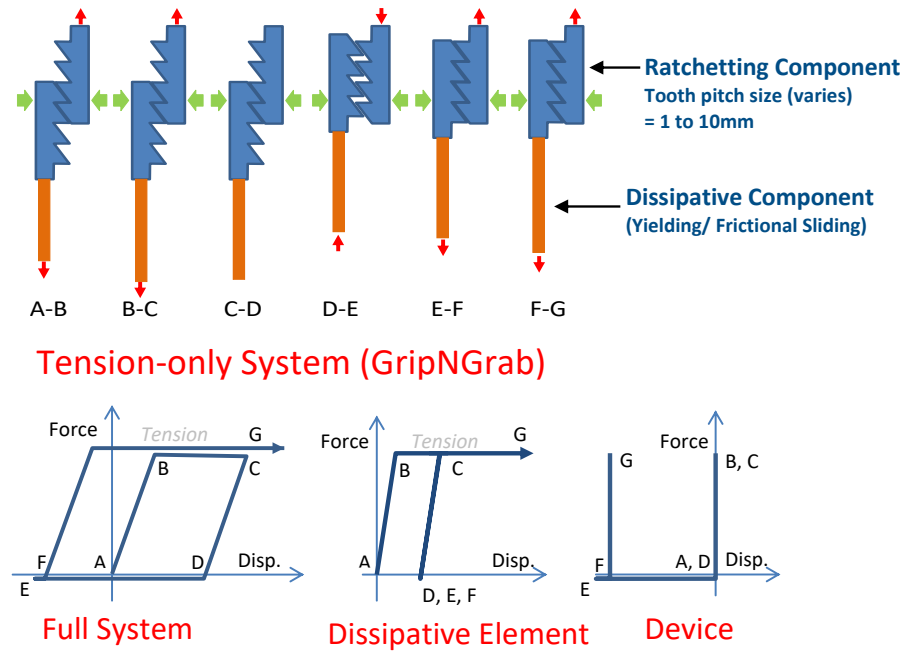 Ratchetting Component
Tooth pitch size (varies)
= 1 to 10mm
Dissipative Component
(Yielding/ Frictional Sliding)
A-B
B-C
C-D
D-E
E-F
F-G
Tension-only System (GripNGrab)
Force
Tension
G
B
C
F
A
D
Disp.
E
Full System
Tension
G
B
C
A
Disp.
D, E, F
Dissipative Element
Force
G
B, C
F
A, D
Disp.
E
Device